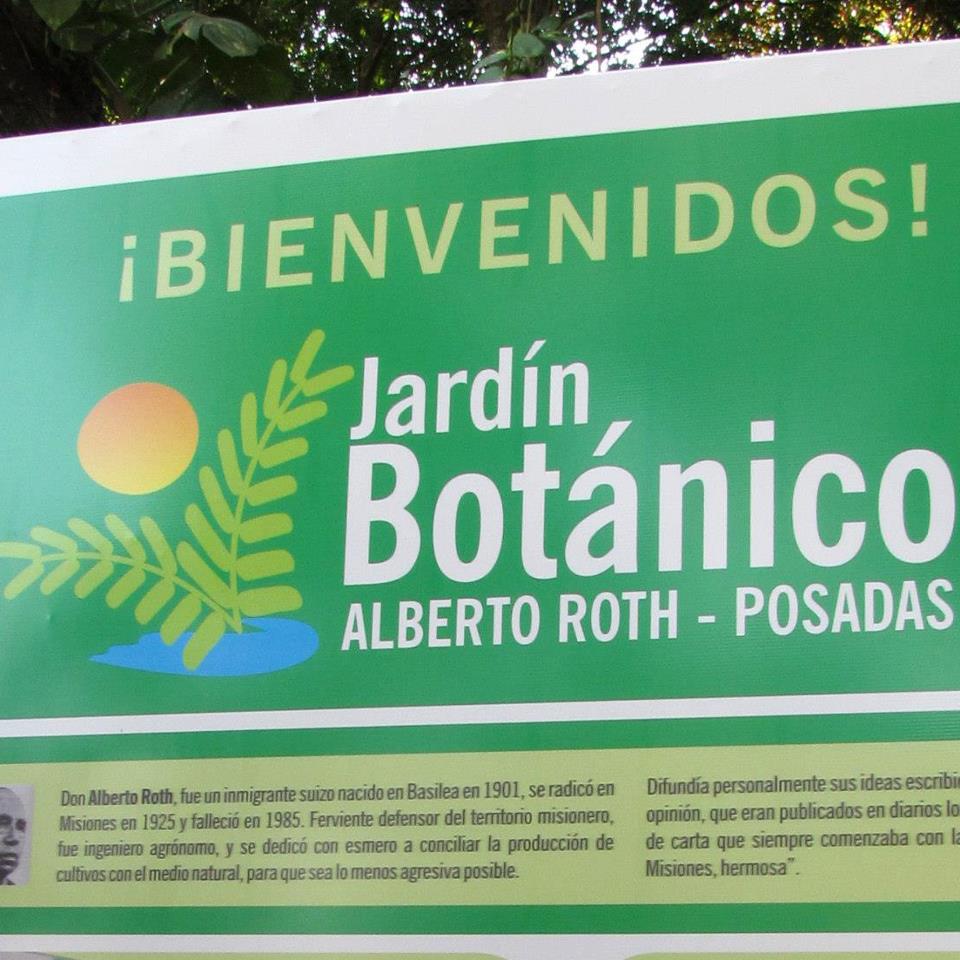 ¡BIENVENIDOS!
Jardín
Botánico
ALBERTO ROTH - POSADAS
Don Alberto Roth, fue un inmigrante suizo nacido en Basilea en 1901, se radicó en
Misiones en 1925 y falleció en 1985. Ferviente defensor del territorio misionero,
fue ingeniero agrónomo, y se dedicó con esmero a conciliar la producción de
cultivos con el medio natural, para que sea lo menos agresiva posible.
Difundía personalmente sus ideas
opinión, que eran publicados en diarios
de carta que siempre comenzaba con
Misiones, hermosa".